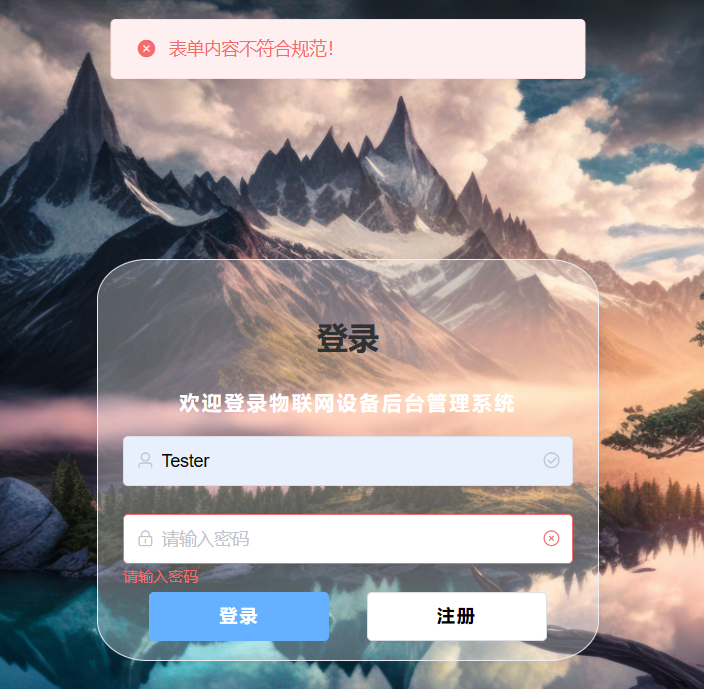 表单内容不符合规范！
登录
欢迎登录物联网设备后台管理系统
Tester
请输入密码
请输入密码
登录 注册